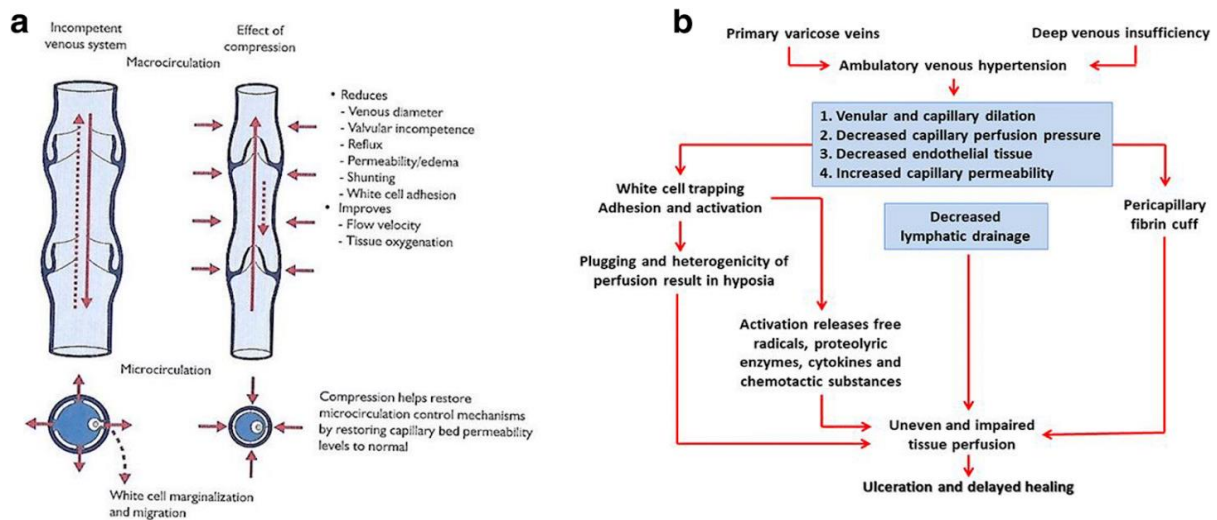 a
Incompetent
venous system
Effect of
compression
Macrocirculation
• Reduces
- Venous diameter
- Valvular incompetence
- Reflux
- Permeability/edema
- Shunting
- White cell adhesion
• Improves
- Flow velocity
- Tissue oxygenation
Microcirculation
Compression helps restore
microcirculation control mechanisms
by restoring capillary bed permeability
levels to normal
White cell marginalization
and migration
b
Primary varicose veins
Deep venous insufficiency
Ambulatory venous hypertension
1. Venular and capillary dilation
2. Decreased capillary perfusion pressure
3. Decreased endothelial tissue
4. Increased capillary permeability
White cell trapping
Adhesion and activation
Decreased
lymphatic drainage
Pericapillary
fibrin cuff
Plugging and heterogenicity of
perfusion result in hypoxia
Activation releases free
radicals, proteolyric
enzymes, cytokines and
chemotactic substances
Uneven and impaired
tissue perfusion
Ulceration and delayed healing